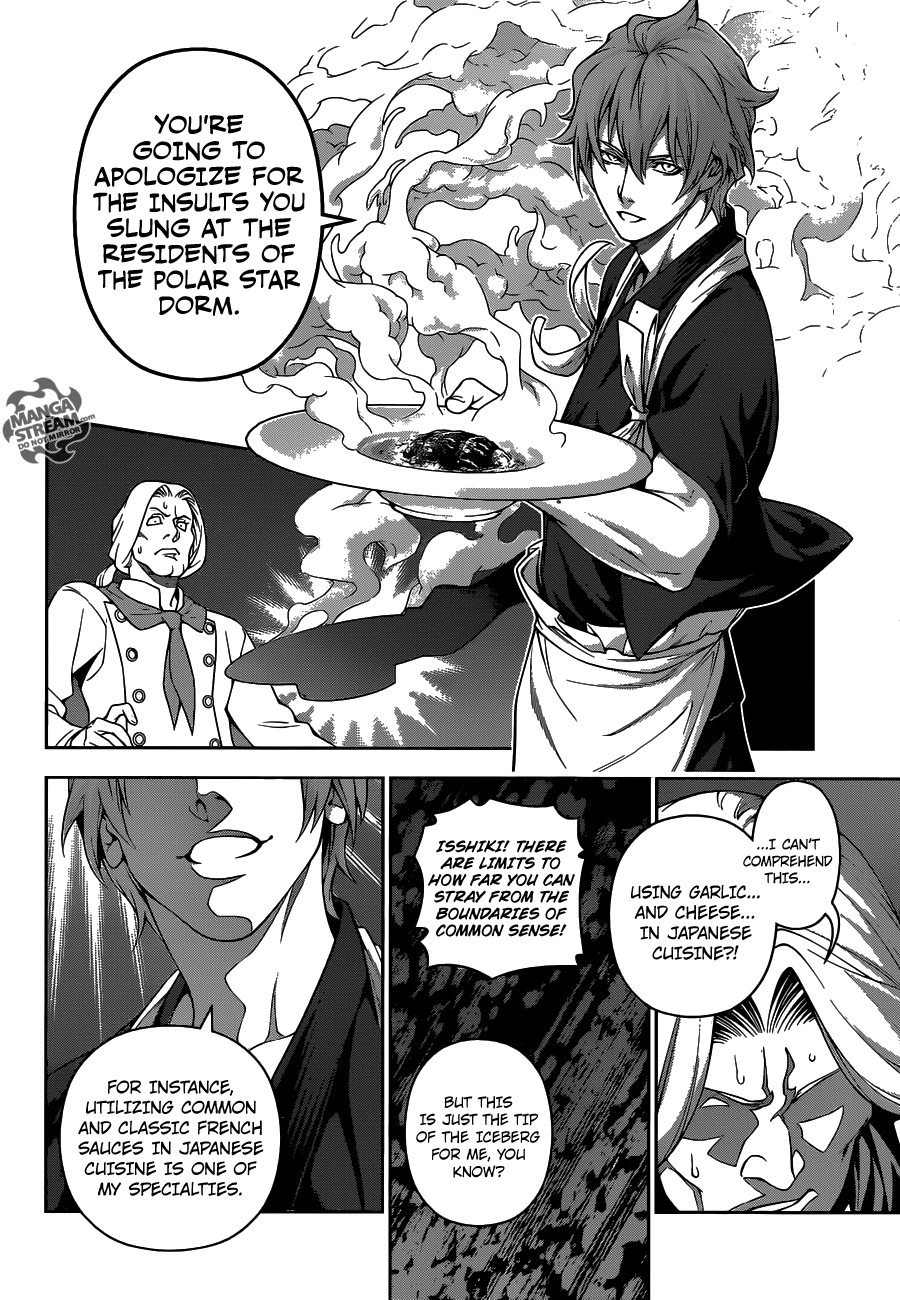 YOU'RE
GOING TO
APOLOGIZE FOR
THE INSULTS YOU
SLUNG AT THE
RESIDENTS OF
THE POLAR STAR
DORM.
MANGA
STREAM.com
DO NOT MIRROR
...I CAN'T
COMPREHEND
THIS...
USING GARLIC...
AND CHEESE...
IN JAPANESE
CUISINE?!
ISSHIKI! THERE
ARE LIMITS TO
HOW FAR YOU CAN
STRAY FROM THE
BOUNDARIES OF
COMMON SENSE!
BUT THIS
IS JUST THE TIP
OF THE ICEBERG
FOR ME, YOU
KNOW?
FOR INSTANCE,
UTILIZING COMMON
AND CLASSIC FRENCH
SAUCES IN JAPANESE
CUISINE IS ONE OF
MY SPECIALTIES.